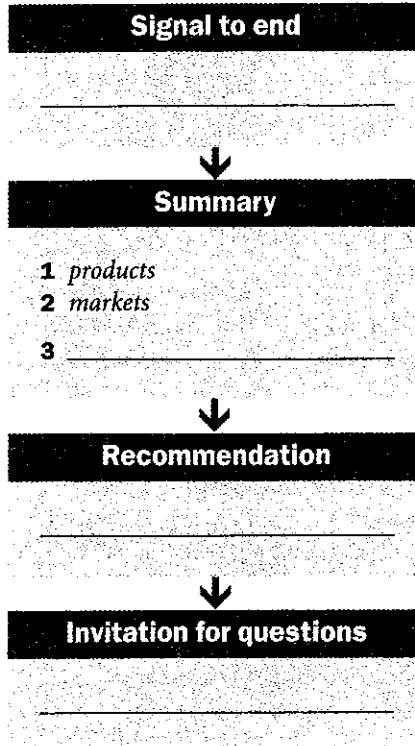 Signal to end
Summary
1 products
2 markets
3
Recommendation
Invitation for questions